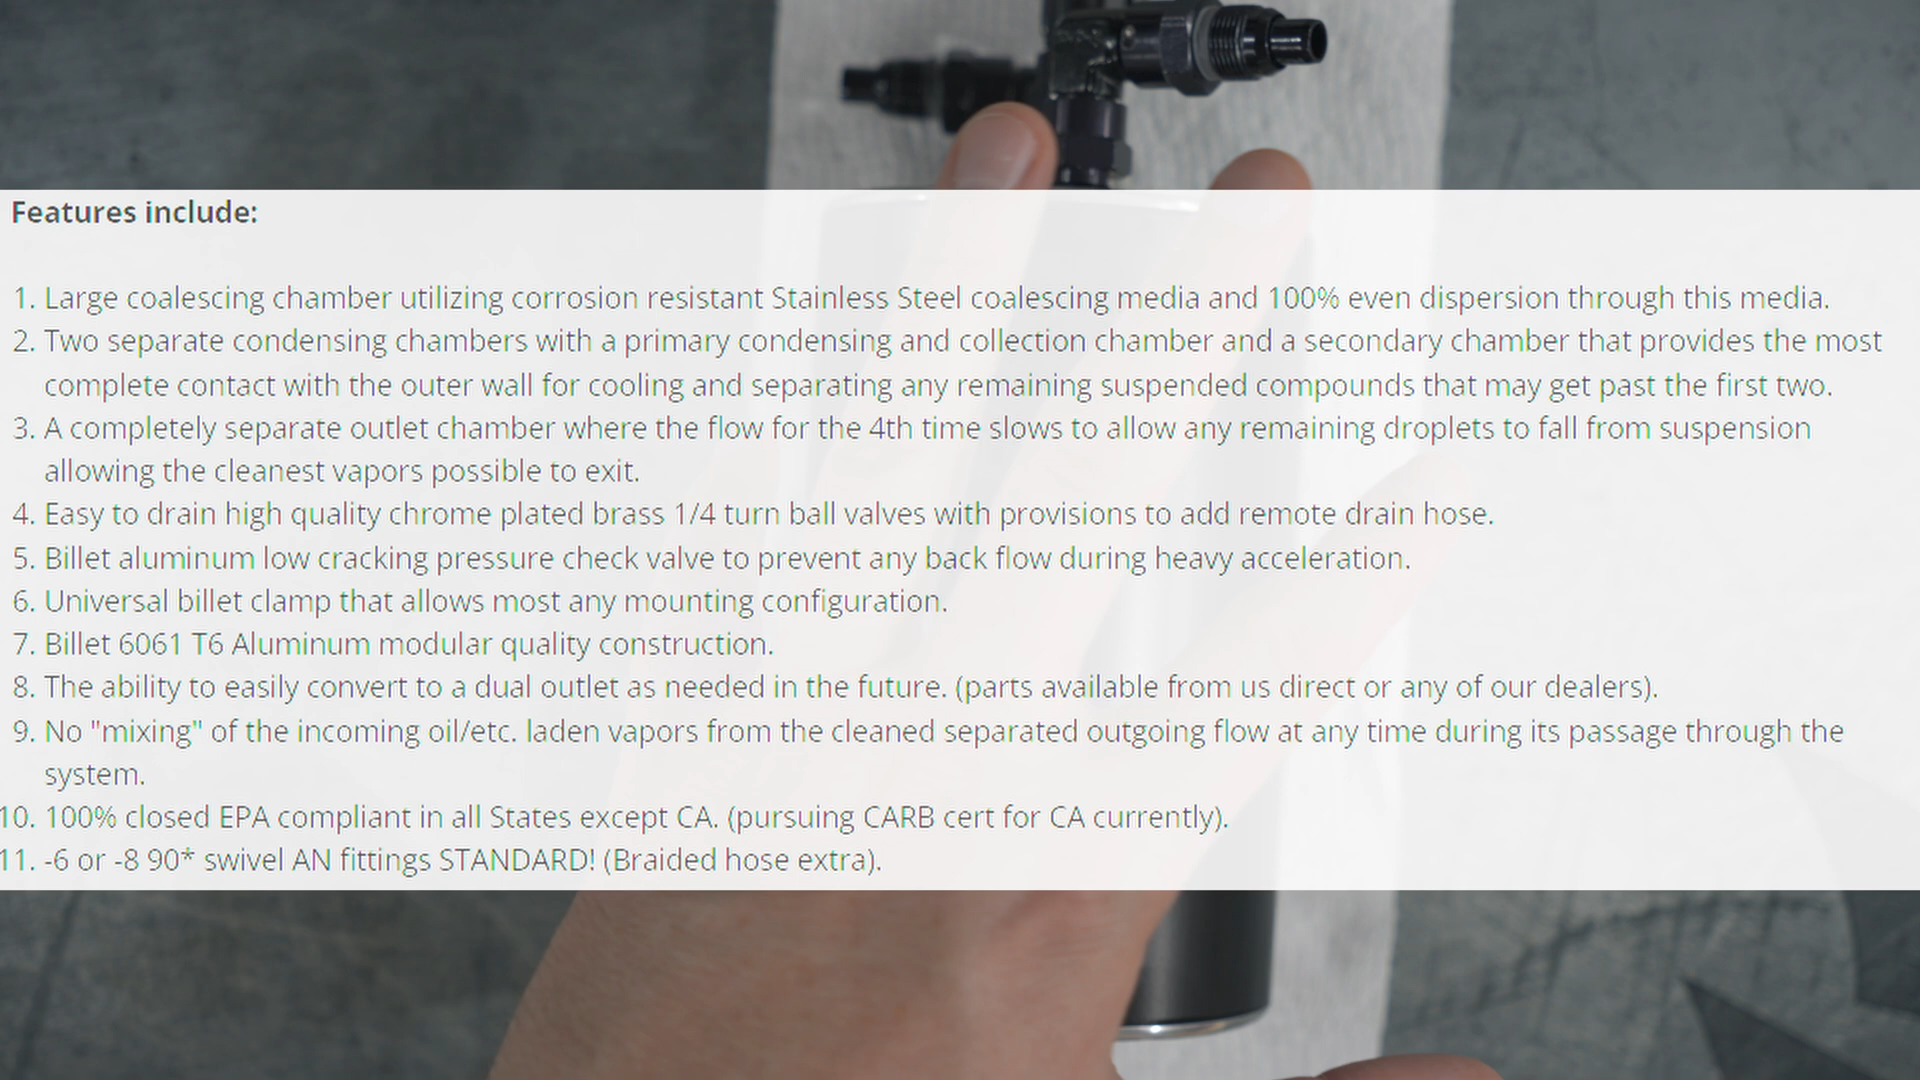 Features include:
1. Large coalescing chamber utilizing corrosion resistant Stainless Steel coalescing media and 100% even dispersion through this media.
2. Two separate condensing chambers with a primary condensing and collection chamber and a secondary chamber that provides the most
complete contact with the outer wall for cooling and separating any remaining suspended compounds that may get past the first two.
3. A completely separate outlet chamber where the flow for the 4th time slows to allow any remaining droplets to fall from suspension
allowing the cleanest vapors possible to exit.
4. Easy to drain high quality chrome plated brass 1/4 turn ball valves with provisions to add remote drain hose.
5. Billet aluminum low cracking pressure check valve to prevent any back flow during heavy acceleration.
6. Universal billet clamp that allows most any mounting configuration.
7. Billet 6061 T6 Aluminum modular quality construction.
8. The ability to easily convert to a dual outlet as needed in the future. (parts available from us direct or any of our dealers).
9. No "mixing" of the incoming oil/etc. laden vapors from the cleaned separated outgoing flow at any time during its passage through the
system.
10. 100% closed EPA compliant in all States except CA. (pursuing CARB cert for CA currently).
11. -6 or -8 90* swivel AN fittings STANDARD! (Braided hose extra).